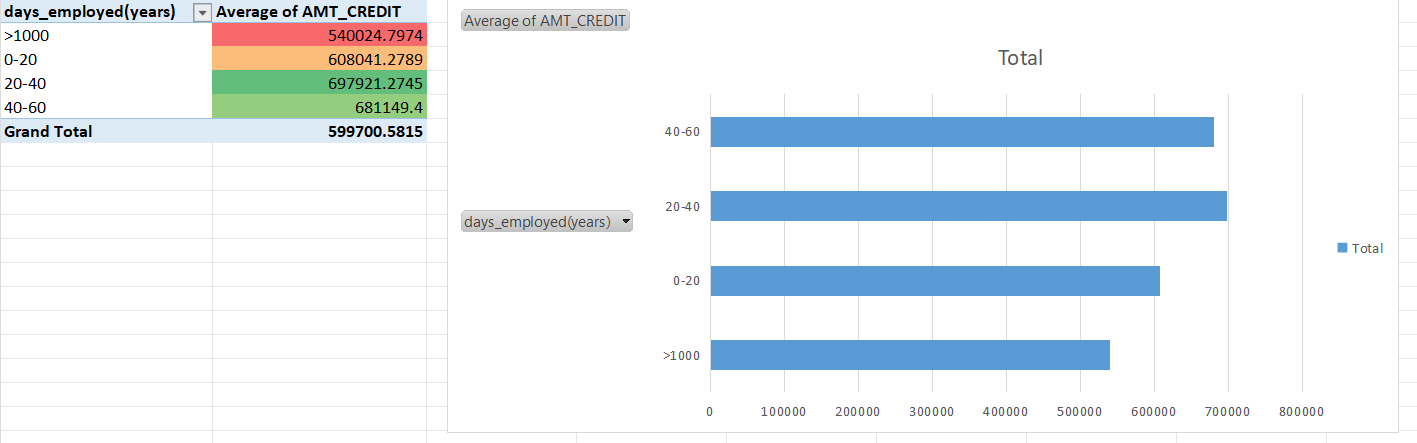 days_employed(years) Average of AMT_CREDIT
>1000 540024.7974
0-20 608041.2789
20-40 697921.2745
40-60 681149.4
Grand Total 599700.5815
Average of AMT_CREDIT
Total
40-60
20-40
days_employed(years)
Total
0-20
>1000
0 100000 200000 300000 400000 500000 600000 700000 800000